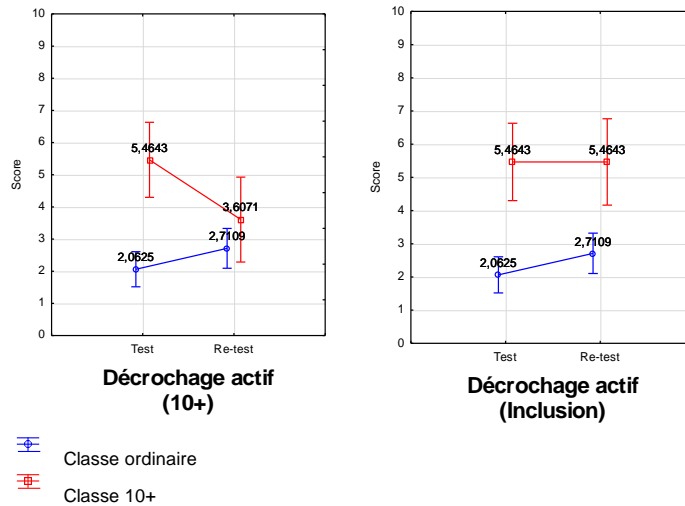 10
9
8
7
6
5
4
3
2
1
0
Score
5,4643
3,6071
2,0625
2,7109
Test
Re-test
Décrochage actif
(10+)
10
9
8
7
6
5
4
3
2
1
0
Score
5,4643
5,4643
2,0625
2,7109
Test
Re-test
Décrochage actif
(Inclusion)
Classe ordinaire
Classe 10+